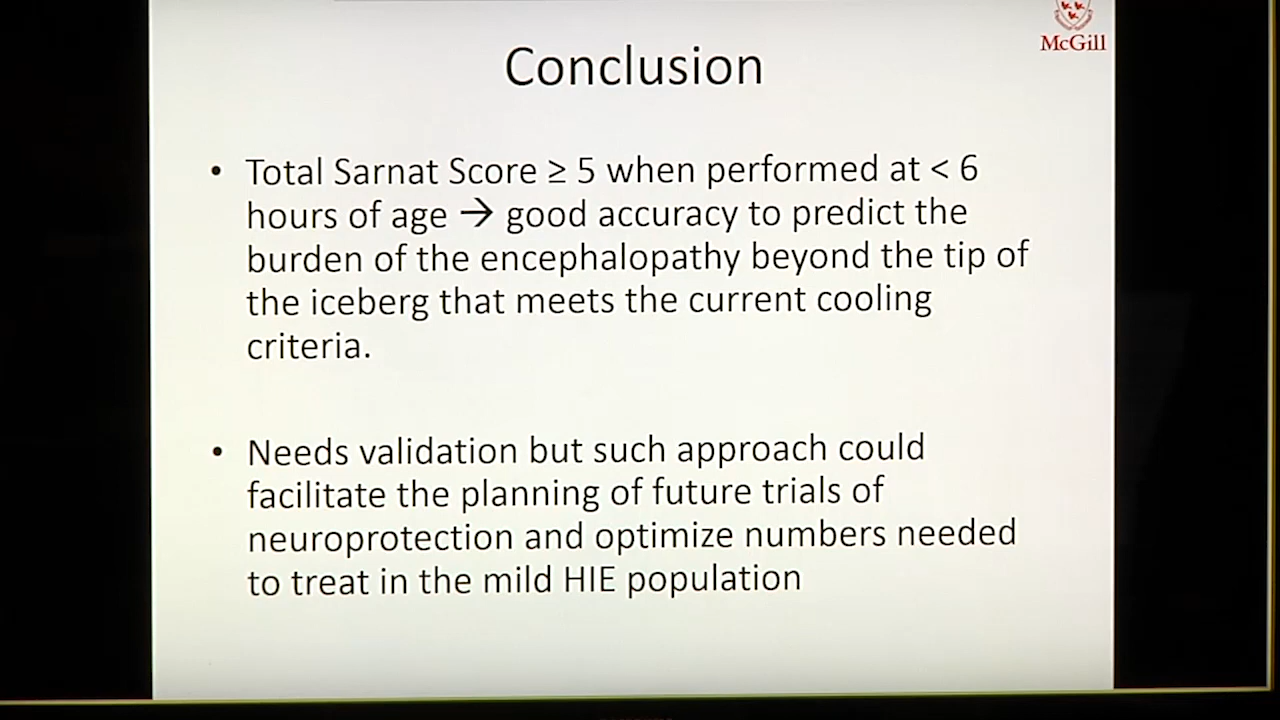 McGill
Conclusion
• Total Sarnat Score ≥ 5 when performed at < 6
hours of age → good accuracy to predict the
burden of the encephalopathy beyond the tip of
the iceberg that meets the current cooling
criteria.
• Needs validation but such approach could
facilitate the planning of future trials of
neuroprotection and optimize numbers needed
to treat in the mild HIE population